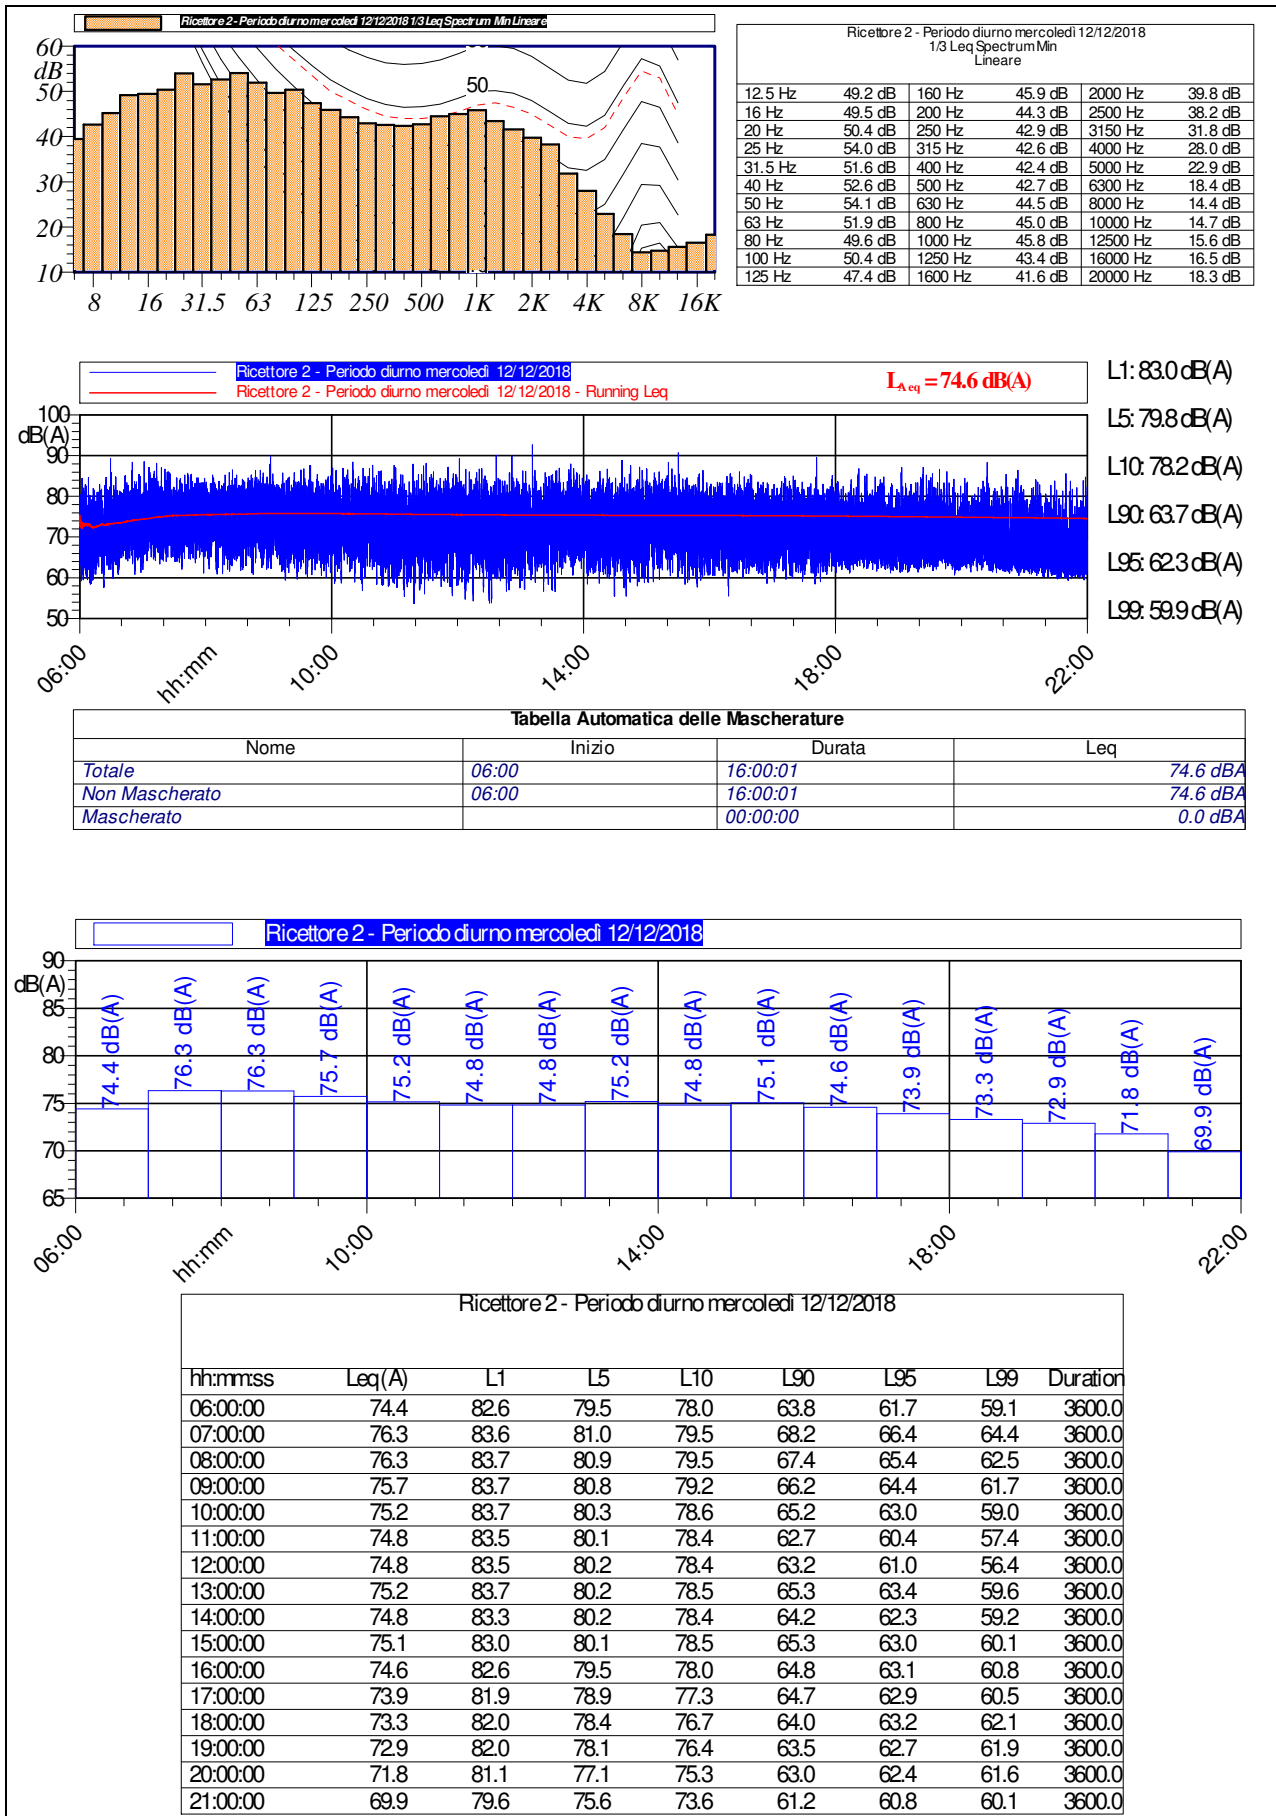 Ricettore 2 - Periodo diurno mercoledì 12/12/2018 1/3 Leq Spectrum Min Lineare
60
dB
50
40
30
20
10
50
8 16 31.5 63 125 250 500 1K 2K 4K 8K 16K
Ricettore 2 - Periodo diurno mercoledì 12/12/2018
1/3 Leq Spectrum Min
Lineare
12.5 Hz 49.2 dB 160 Hz 45.9 dB 2000 Hz 39.8 dB
16 Hz 49.5 dB 200 Hz 44.3 dB 2500 Hz 38.2 dB
20 Hz 50.4 dB 250 Hz 42.9 dB 3150 Hz 31.8 dB
25 Hz 54.0 dB 315 Hz 42.6 dB 4000 Hz 28.0 dB
31.5 Hz 51.6 dB 400 Hz 42.4 dB 5000 Hz 22.9 dB
40 Hz 52.6 dB 500 Hz 42.7 dB 6300 Hz 18.4 dB
50 Hz 54.1 dB 630 Hz 44.5 dB 8000 Hz 14.4 dB
63 Hz 51.9 dB 800 Hz 45.0 dB 10000 Hz 14.7 dB
80 Hz 49.6 dB 1000 Hz 45.8 dB 12500 Hz 15.6 dB
100 Hz 50.4 dB 1250 Hz 43.4 dB 16000 Hz 16.5 dB
125 Hz 47.4 dB 1600 Hz 41.6 dB 20000 Hz 18.3 dB
Ricettore 2 - Periodo diurno mercoledì 12/12/2018
Ricettore 2 - Periodo diurno mercoledì 12/12/2018 - Running Leq
LAeq = 74.6 dB(A)
100
dB(A)
90
80
70
60
50
06:00 hh:mm 10:00 14:00 18:00 22:00
L1: 83.0 dB(A)
L5: 79.8 dB(A)
L10: 78.2 dB(A)
L90: 63.7 dB(A)
L95: 62.3 dB(A)
L99: 59.9 dB(A)
Tabella Automatica delle Mascherature
Nome Inizio Durata Leq
Totale 06:00 16:00:01 74.6 dBA
Non Mascherato 06:00 16:00:01 74.6 dBA
Mascherato 00:00:00 0.0 dBA
Ricettore 2 - Periodo diurno mercoledì 12/12/2018
90
dB(A)
85
80
75
70
65
74.4 dB(A) 76.3 dB(A) 76.3 dB(A) 75.7 dB(A) 75.2 dB(A) 74.8 dB(A) 74.8 dB(A) 75.2 dB(A) 74.8 dB(A) 75.1 dB(A) 74.6 dB(A) 73.9 dB(A) 73.3 dB(A) 72.9 dB(A) 71.8 dB(A) 69.9 dB(A)
06:00 hh:mm 10:00 14:00 18:00 22:00
Ricettore 2 - Periodo diurno mercoledì 12/12/2018
hh:mm:ss Leq(A) L1 L5 L10 L90 L95 L99 Duration
06:00:00 74.4 82.6 79.5 78.0 63.8 61.7 59.1 3600.0
07:00:00 76.3 83.6 81.0 79.5 68.2 66.4 64.4 3600.0
08:00:00 76.3 83.7 80.9 79.5 67.4 65.4 62.5 3600.0
09:00:00 75.7 83.7 80.8 79.2 66.2 64.4 61.7 3600.0
10:00:00 75.2 83.7 80.3 78.6 65.2 63.0 59.0 3600.0
11:00:00 74.8 83.5 80.1 78.4 62.7 60.4 57.4 3600.0
12:00:00 74.8 83.5 80.2 78.4 63.2 61.0 56.4 3600.0
13:00:00 75.2 83.7 80.2 78.5 65.3 63.4 59.6 3600.0
14:00:00 74.8 83.3 80.2 78.4 64.2 62.3 59.2 3600.0
15:00:00 75.1 83.0 80.1 78.5 65.3 63.0 60.1 3600.0
16:00:00 74.6 82.6 79.5 78.0 64.8 63.1 60.8 3600.0
17:00:00 73.9 81.9 78.9 77.3 64.7 62.9 60.5 3600.0
18:00:00 73.3 82.0 78.4 76.7 64.0 63.2 62.1 3600.0
19:00:00 72.9 82.0 78.1 76.4 63.5 62.7 61.9 3600.0
20:00:00 71.8 81.1 77.1 75.3 63.0 62.4 61.6 3600.0
21:00:00 69.9 79.6 75.6 73.6 61.2 60.8 60.1 3600.0